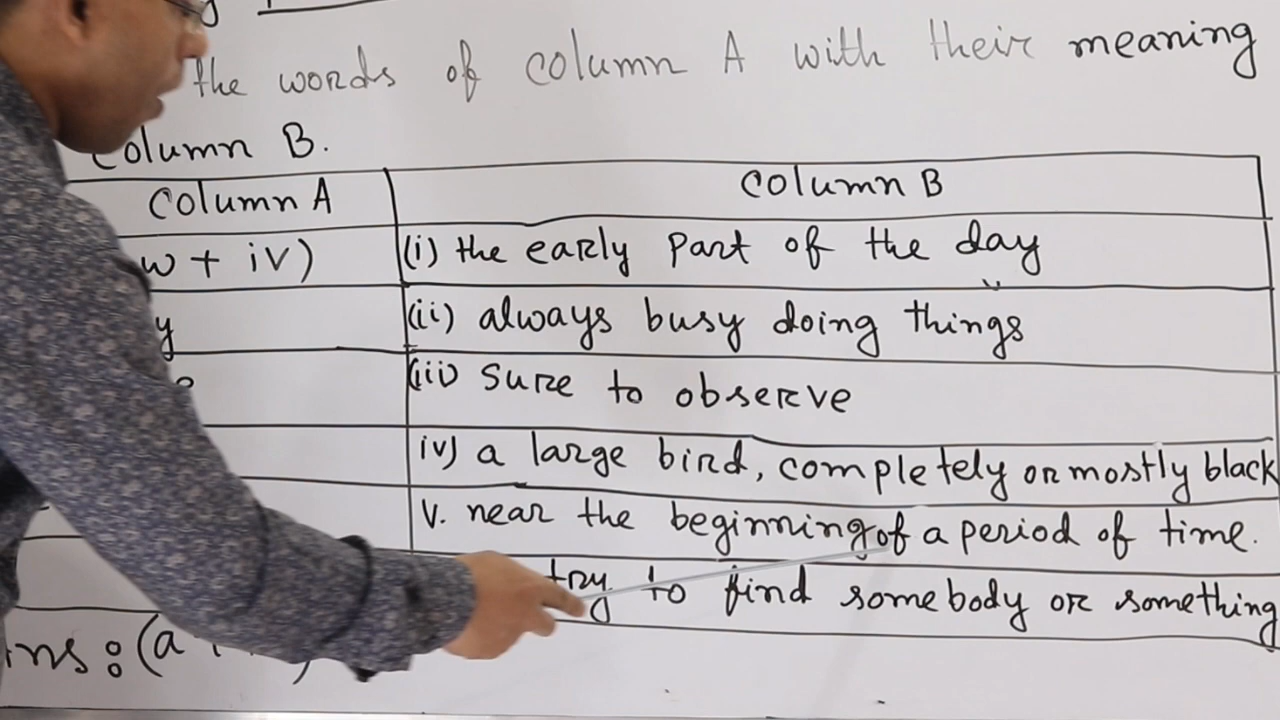 the words of column A with their meaning
Column B.
Column A
Column B
w + iv)
(i) the early part of the day
y
(ii) always busy doing things
(iii) sure to observe
iv) a large bird, completely or mostly black
v. near the beginning of a period of time.
try to find somebody or something
ns : (a